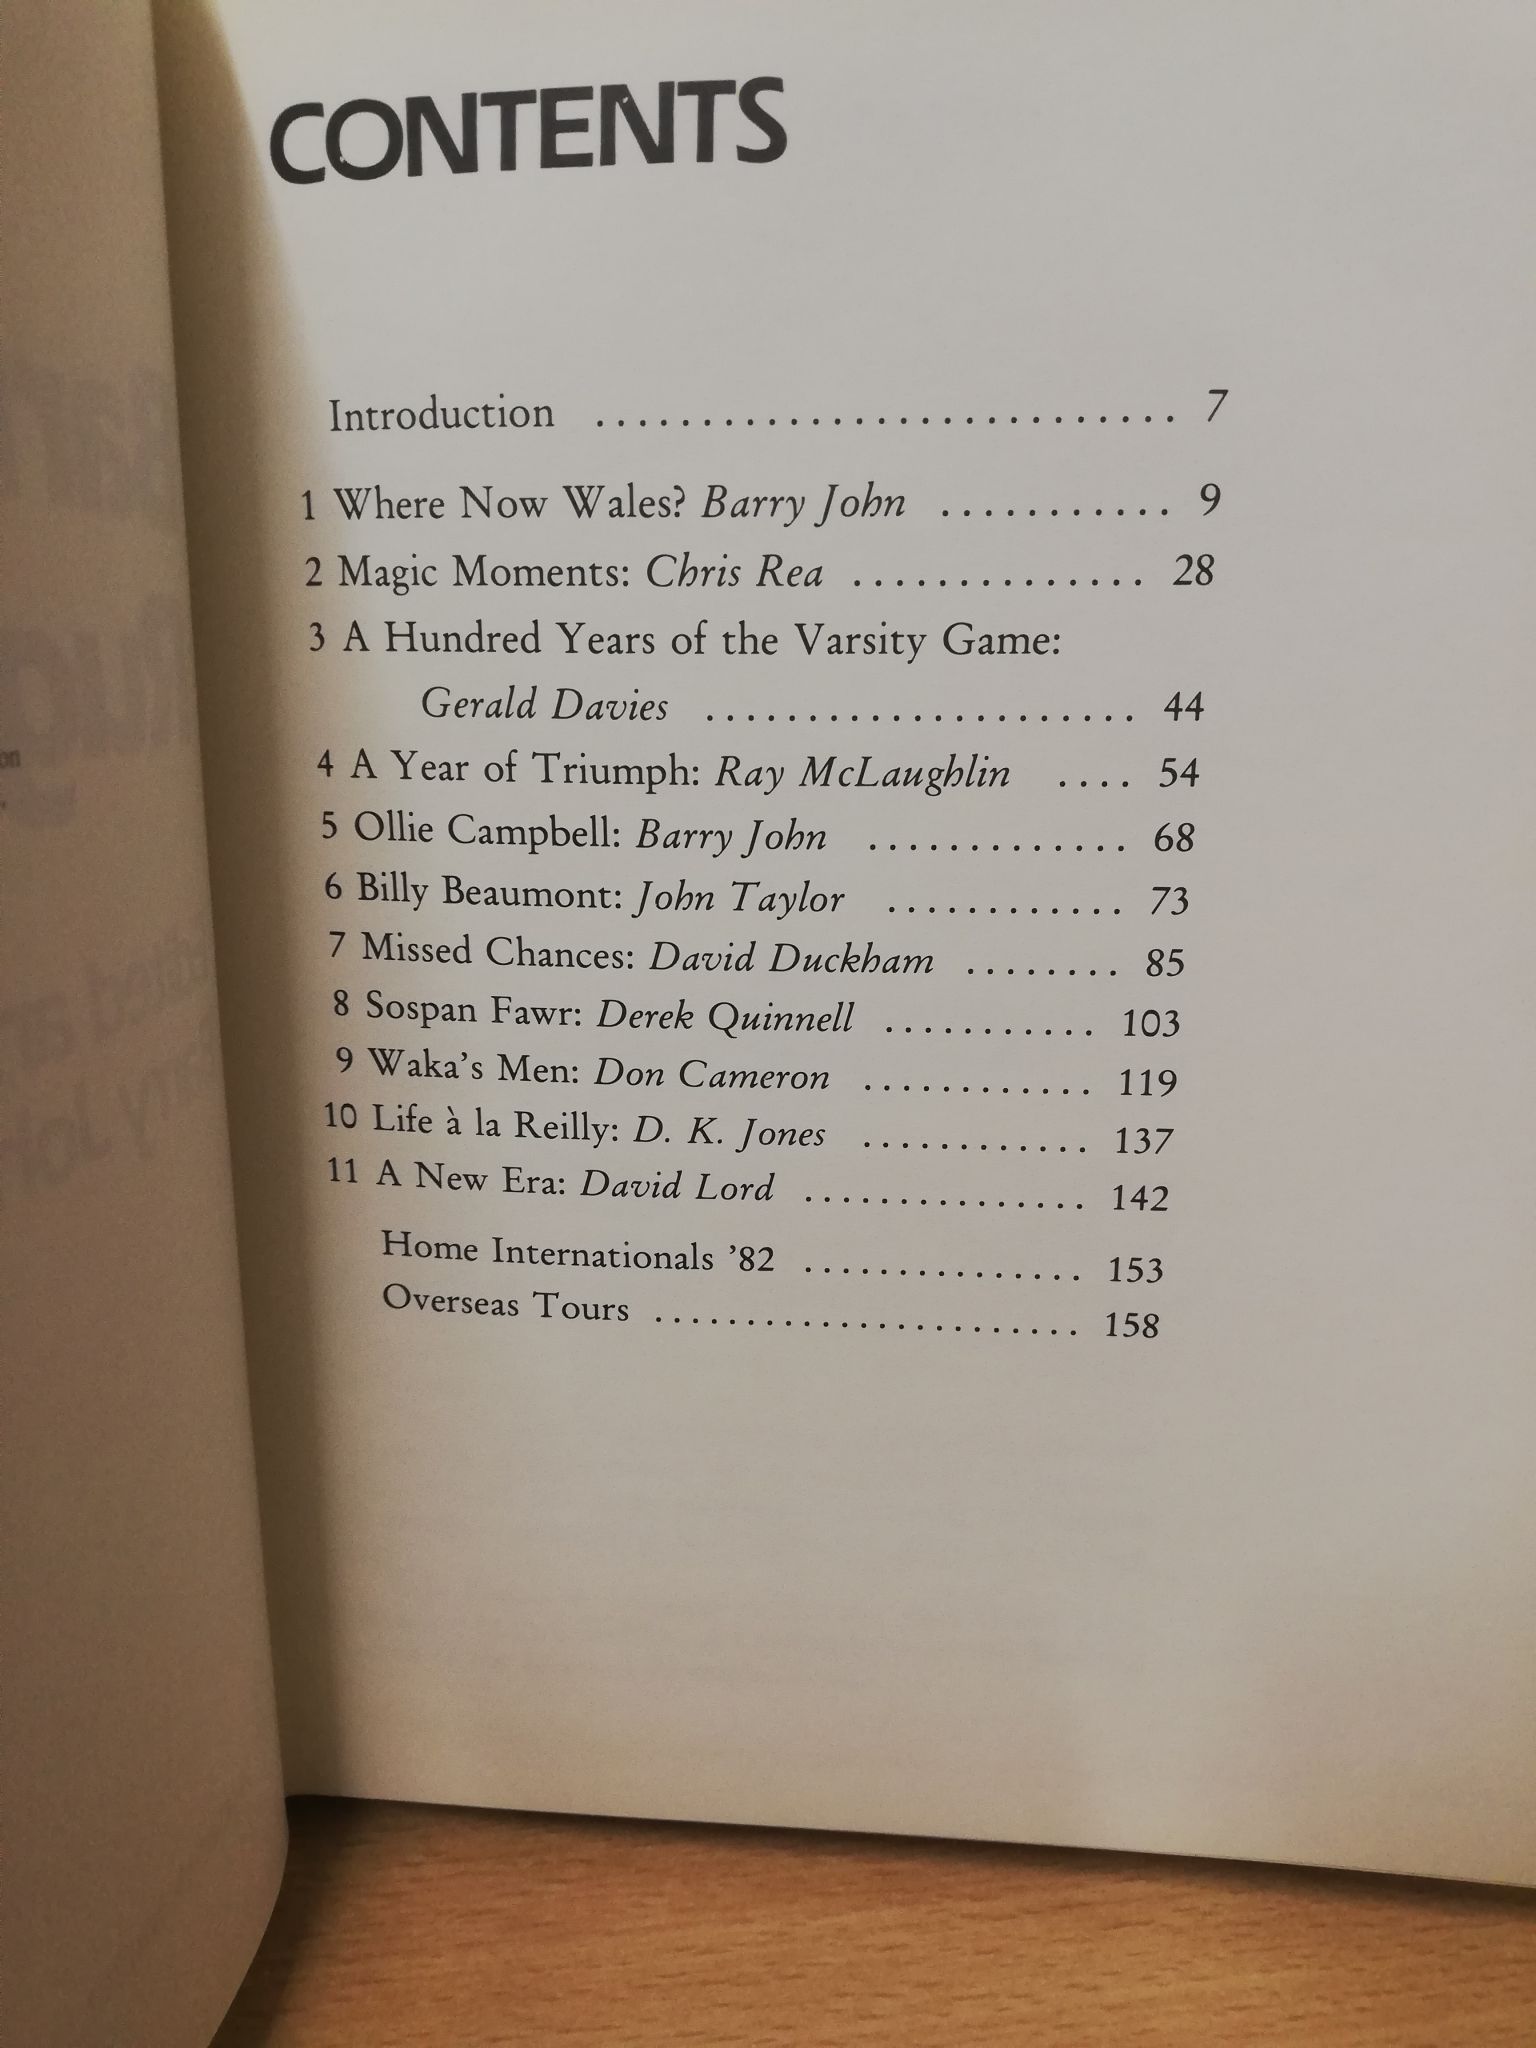 CONTENTS
Introduction ........................... 7
1 Where Now Wales? Barry John ........... 9
2 Magic Moments: Chris Rea .............. 28
3 A Hundred Years of the Varsity Game:
Gerald Davies ..................... 44
4 A Year of Triumph: Ray McLaughlin .... 54
5 Ollie Campbell: Barry John ............. 68
6 Billy Beaumont: John Taylor ............ 73
7 Missed Chances: David Duckham ........ 85
8 Sospan Fawr: Derek Quinnell ........... 103
9 Waka's Men: Don Cameron ............ 119
10 Life à la Reilly: D. K. Jones ............ 137
11 A New Era: David Lord ............... 142
Home Internationals '82 ............... 153
Overseas Tours ....................... 158
on